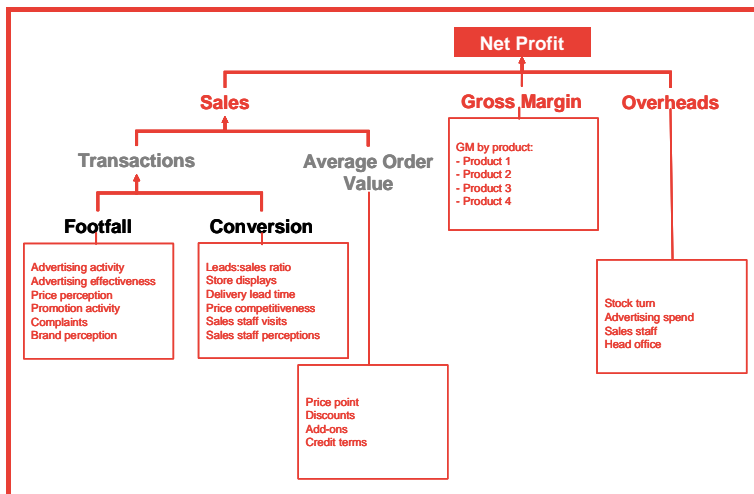 Net Profit
Sales
Gross Margin
Overheads
GM by product:
- Product 1
- Product 2
- Product 3
- Product 4
Transactions
Average Order
Value
Footfall
Conversion
Advertising activity
Advertising effectiveness
Price perception
Promotion activity
Complaints
Brand perception
Leads:sales ratio
Store displays
Delivery lead time
Price competitiveness
Sales staff visits
Sales staff perceptions
Stock turn
Advertising spend
Sales staff
Head office
Price point
Discounts
Add-ons
Credit terms